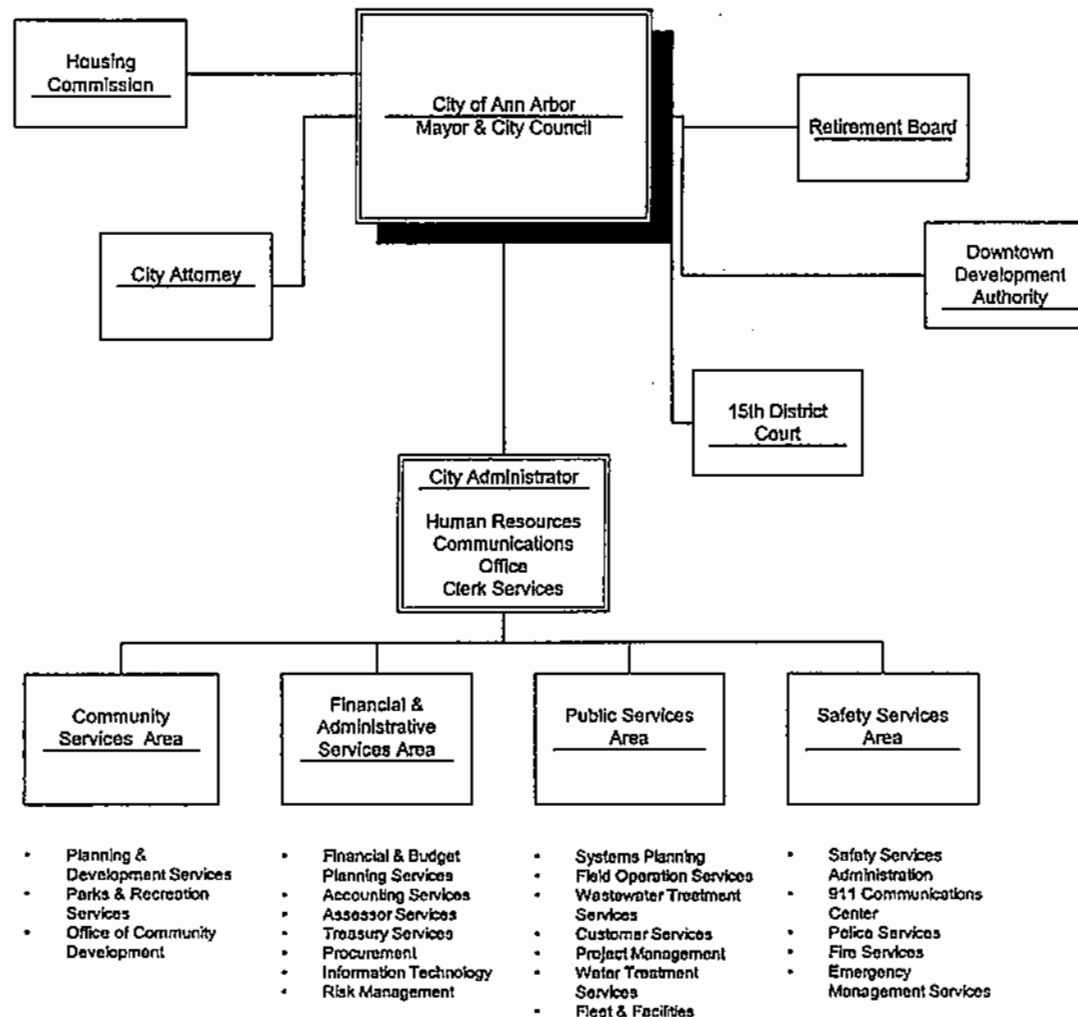 Housing
Commission
City of Ann Arbor
Mayor & City Council
Retirement Board
City Attorney
Downtown
Development
Authority
15th District
Court
City Administrator
Human Resources
Communications
Office
Clerk Services
Community
Services Area
Financial &
Administrative
Services Area
Public Services
Area
Safety Services
Area
• Planning &
Development Services
• Parks & Recreation
Services
• Office of Community
Development
• Financial & Budget
Planning Services
• Accounting Services
• Assessor Services
• Treasury Services
• Procurement
• Information Technology
• Risk Management
• Systems Planning
• Field Operation Services
• Wastewater Treatment
Services
• Customer Services
• Project Management
• Water Treatment
Services
• Fleet & Facilities
• Safety Services
Administration
• 911 Communications
Center
• Police Services
• Fire Services
• Emergency
Management Services